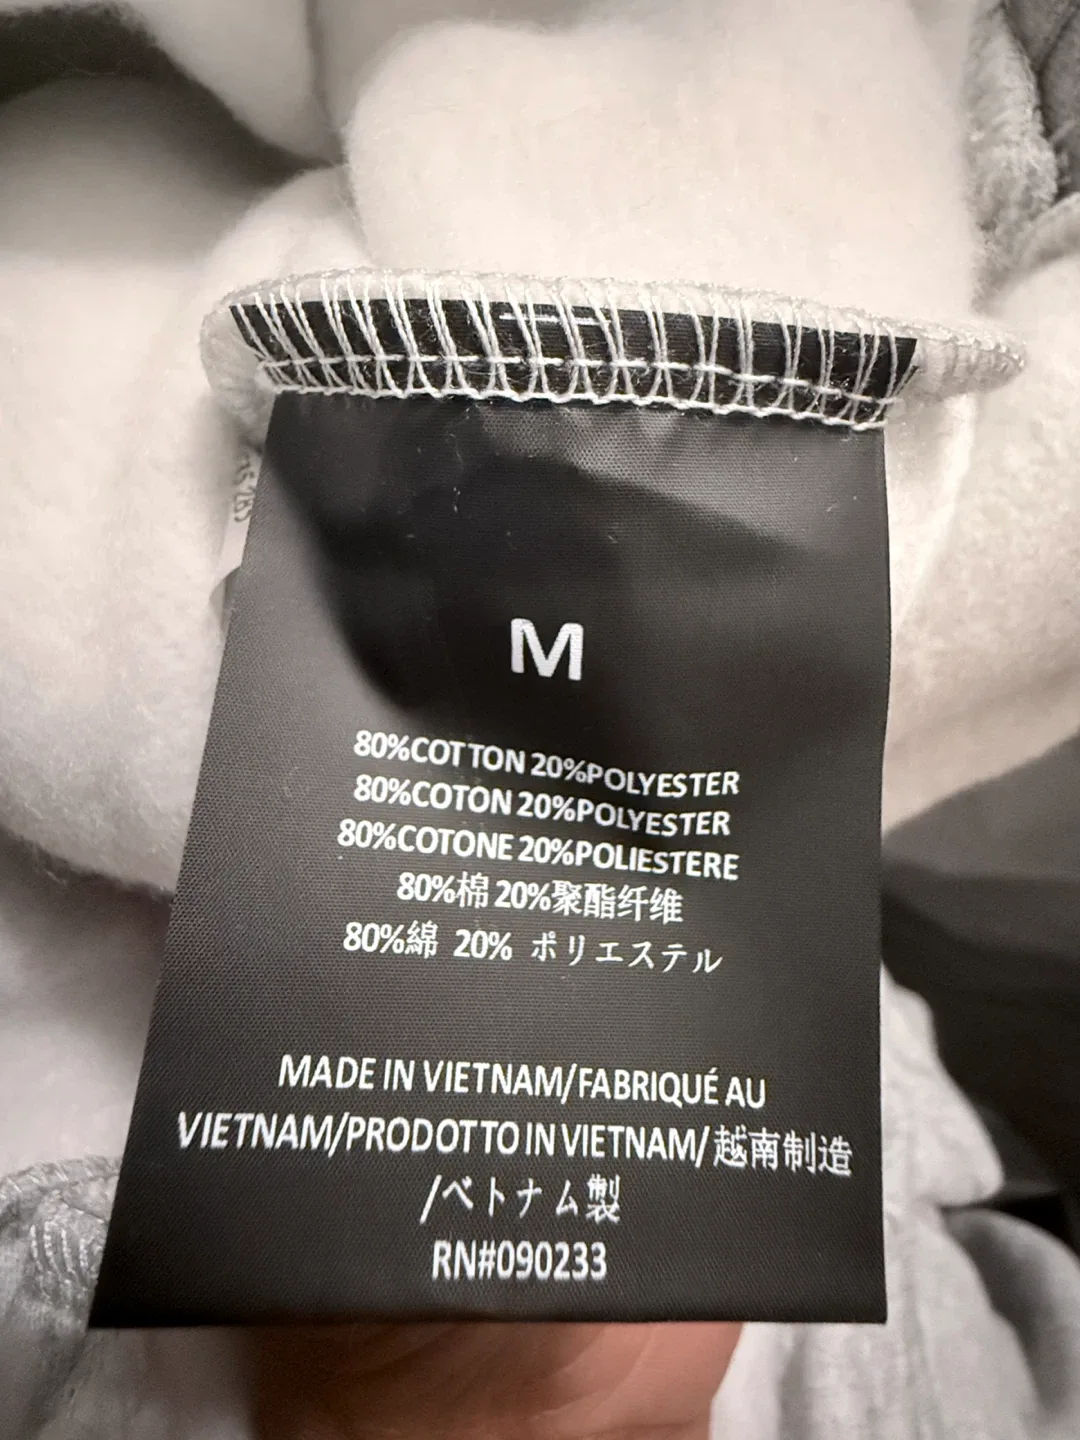 M
80%COTTON 20%POLYESTER
80%COTON 20%POLYESTER
80%COTONE 20%POLIESTERE
80%棉 20%聚酯纤维
80%綿 20% ポリエステル
MADE IN VIETNAM/FABRIQUÉ AU
VIETNAM/PRODOTTO IN VIETNAM/越南制造
/ベトナム製
RN#090233